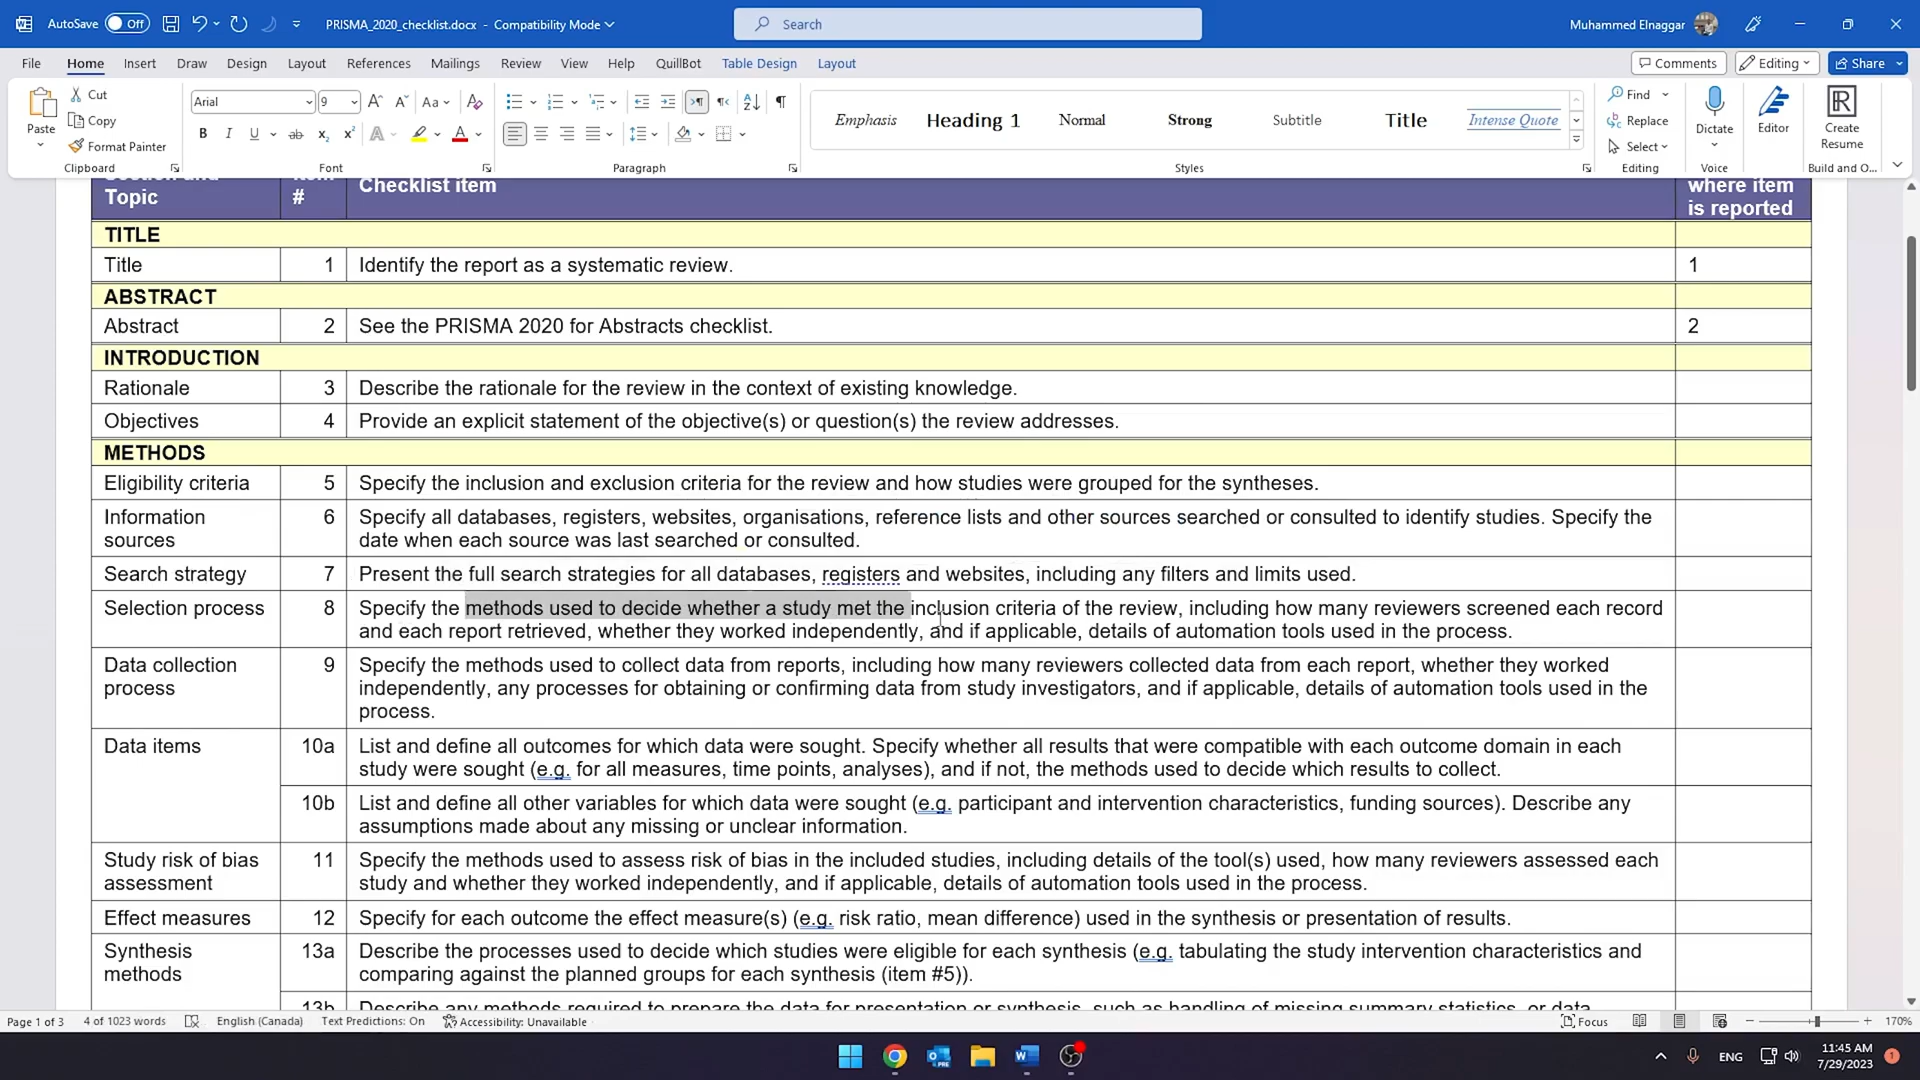 AutoSave Off PRISMA_2020_checklist.docx - Compatibility Mode Search Muhammed Elnaggar
File Home Insert Draw Design Layout References Mailings Review View Help QuillBot Table Design Layout Comments Editing Share
Paste Cut Copy Format Painter Clipboard
Arial 9 Font
Paragraph
Emphasis Heading 1 Normal Strong Subtitle Title Intense Quote Styles
Find Replace Select Editing
Dictate Voice
Editor
Create Resume Build and O...
Topic # Checklist item where item
is reported
TITLE
Title 1 Identify the report as a systematic review. 1
ABSTRACT
Abstract 2 See the PRISMA 2020 for Abstracts checklist. 2
INTRODUCTION
Rationale 3 Describe the rationale for the review in the context of existing knowledge.
Objectives 4 Provide an explicit statement of the objective(s) or question(s) the review addresses.
METHODS
Eligibility criteria 5 Specify the inclusion and exclusion criteria for the review and how studies were grouped for the syntheses.
Information 6 Specify all databases, registers, websites, organisations, reference lists and other sources searched or consulted to identify studies. Specify the
sources date when each source was last searched or consulted.
Search strategy 7 Present the full search strategies for all databases, registers and websites, including any filters and limits used.
Selection process 8 Specify the methods used to decide whether a study met the inclusion criteria of the review, including how many reviewers screened each record
and each report retrieved, whether they worked independently, and if applicable, details of automation tools used in the process.
Data collection 9 Specify the methods used to collect data from reports, including how many reviewers collected data from each report, whether they worked
process independently, any processes for obtaining or confirming data from study investigators, and if applicable, details of automation tools used in the
process.
Data items 10a List and define all outcomes for which data were sought. Specify whether all results that were compatible with each outcome domain in each
study were sought (e.g. for all measures, time points, analyses), and if not, the methods used to decide which results to collect.
10b List and define all other variables for which data were sought (e.g. participant and intervention characteristics, funding sources). Describe any
assumptions made about any missing or unclear information.
Study risk of bias 11 Specify the methods used to assess risk of bias in the included studies, including details of the tool(s) used, how many reviewers assessed each
assessment study and whether they worked independently, and if applicable, details of automation tools used in the process.
Effect measures 12 Specify for each outcome the effect measure(s) (e.g. risk ratio, mean difference) used in the synthesis or presentation of results.
Synthesis 13a Describe the processes used to decide which studies were eligible for each synthesis (e.g. tabulating the study intervention characteristics and
methods comparing against the planned groups for each synthesis (item #5)).
13b Describe any methods required to prepare the data for presentation or synthesis, such as handling of missing summary statistics, or data
Page 1 of 3 4 of 1023 words English (Canada) Text Predictions: On Accessibility: Unavailable Focus 170%
ENG 11:45 AM
7/29/2023 1